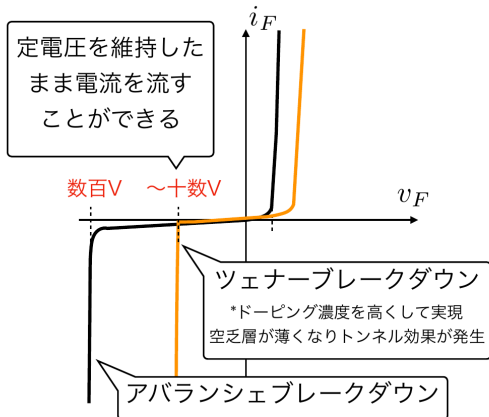 i_F
定電圧を維持した
まま電流を流す
ことができる
数百V
〜十数V
v_F
ツェナーブレークダウン
*ドーピング濃度を高くして実現
空乏層が薄くなりトンネル効果が発生
アバランシェブレークダウン